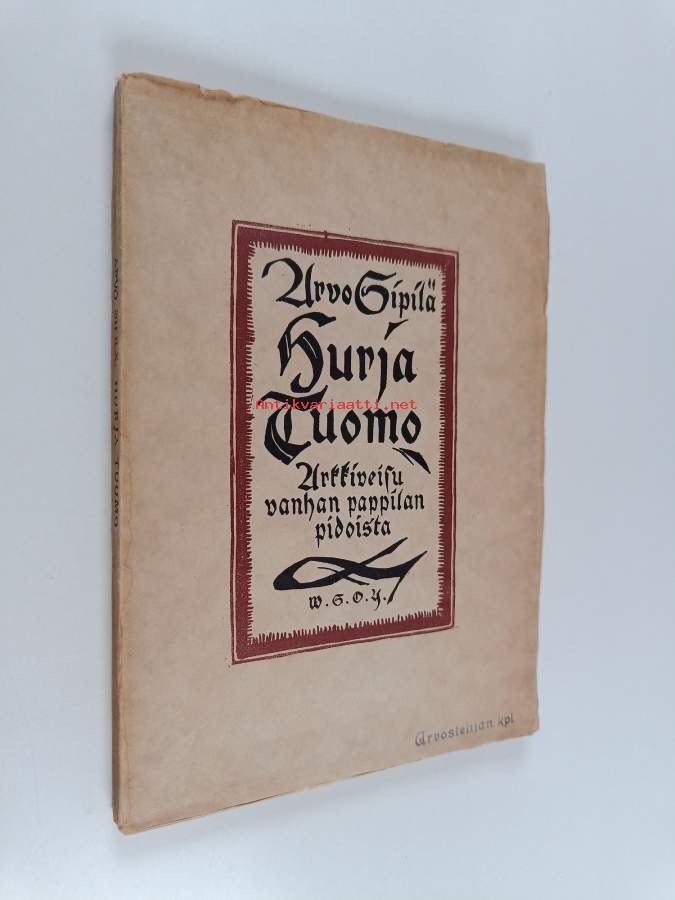 Arvo Sipilä
Hurja
Tuomo
Antikvariaatti.net
Arkkiveisu
vanhan pappilan
pidoista
W.S.O.Y.
Arvostelijan kpl
ARVO SIPILÄ: HURJA TUOMO